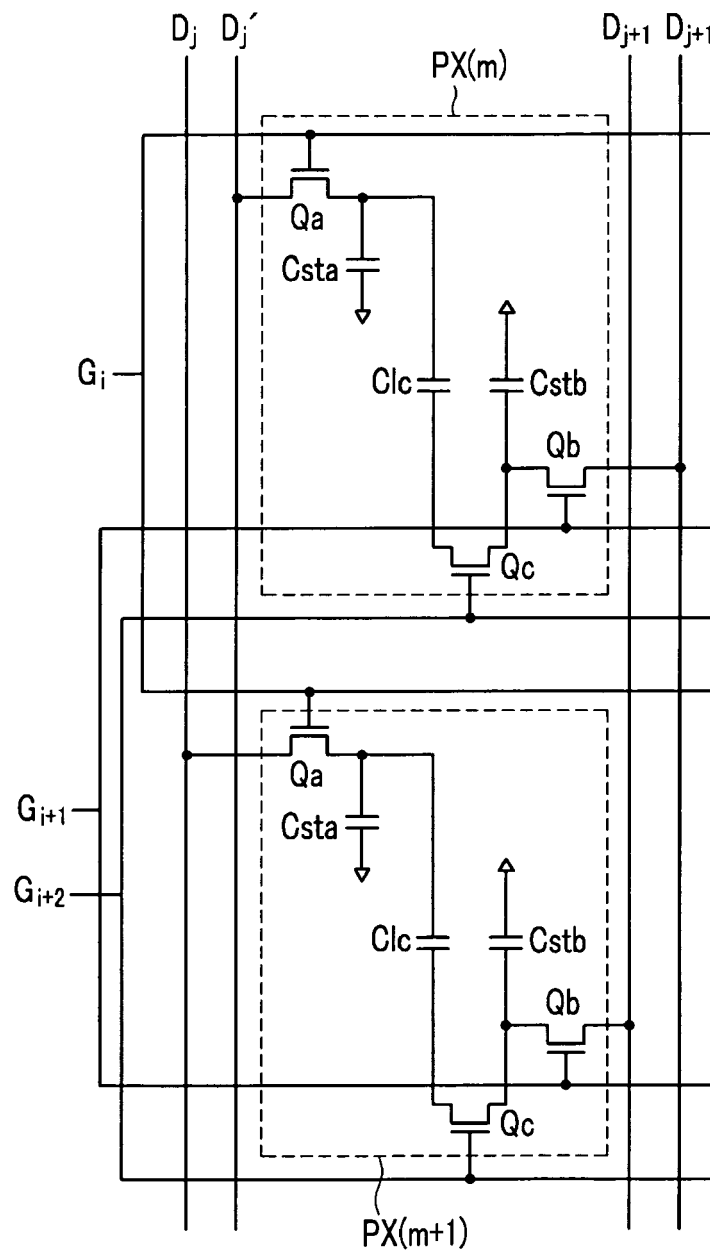 Dj Dj′ Dj+1 Dj+1
PX(m)
Qa
Csta
Gi
Clc Cstb
Qb
Qc
Qa
Gi+1
Csta
Gi+2
Clc Cstb
Qb
Qc
PX(m+1)